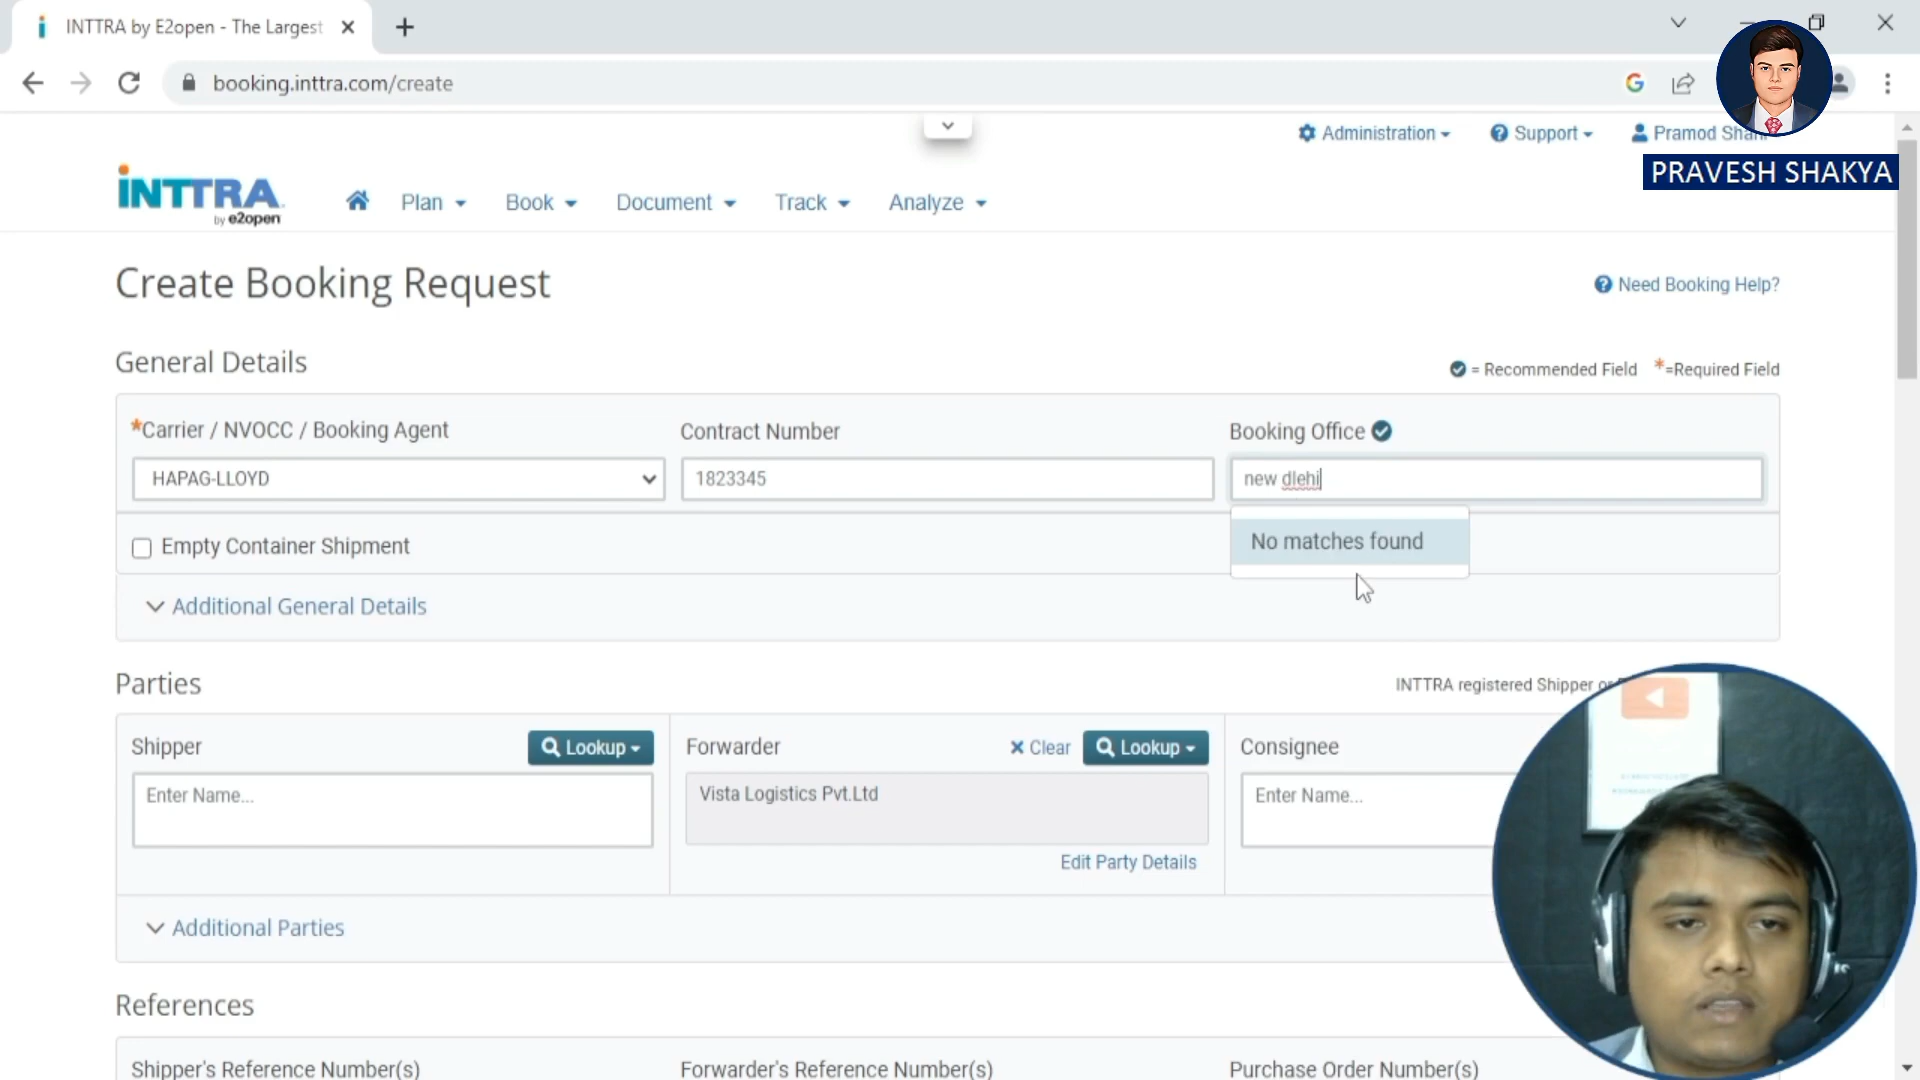 INTTRA by E2open - The Largest
booking.inttra.com/create
Administration
Support
Pramod Sha
PRAVESH SHAKYA
INTTRA
by e2open
Plan
Book
Document
Track
Analyze
Create Booking Request
Need Booking Help?
General Details
= Recommended Field *=Required Field
*Carrier / NVOCC / Booking Agent
Contract Number
Booking Office
HAPAG-LLOYD
1823345
new dlehi
No matches found
Empty Container Shipment
Additional General Details
Parties
INTTRA registered Shipper or
Shipper
Lookup
Forwarder
Clear
Lookup
Consignee
Enter Name...
Vista Logistics Pvt.Ltd
Enter Name...
Edit Party Details
Additional Parties
References
Shipper's Reference Number(s)
Forwarder's Reference Number(s)
Purchase Order Number(s)